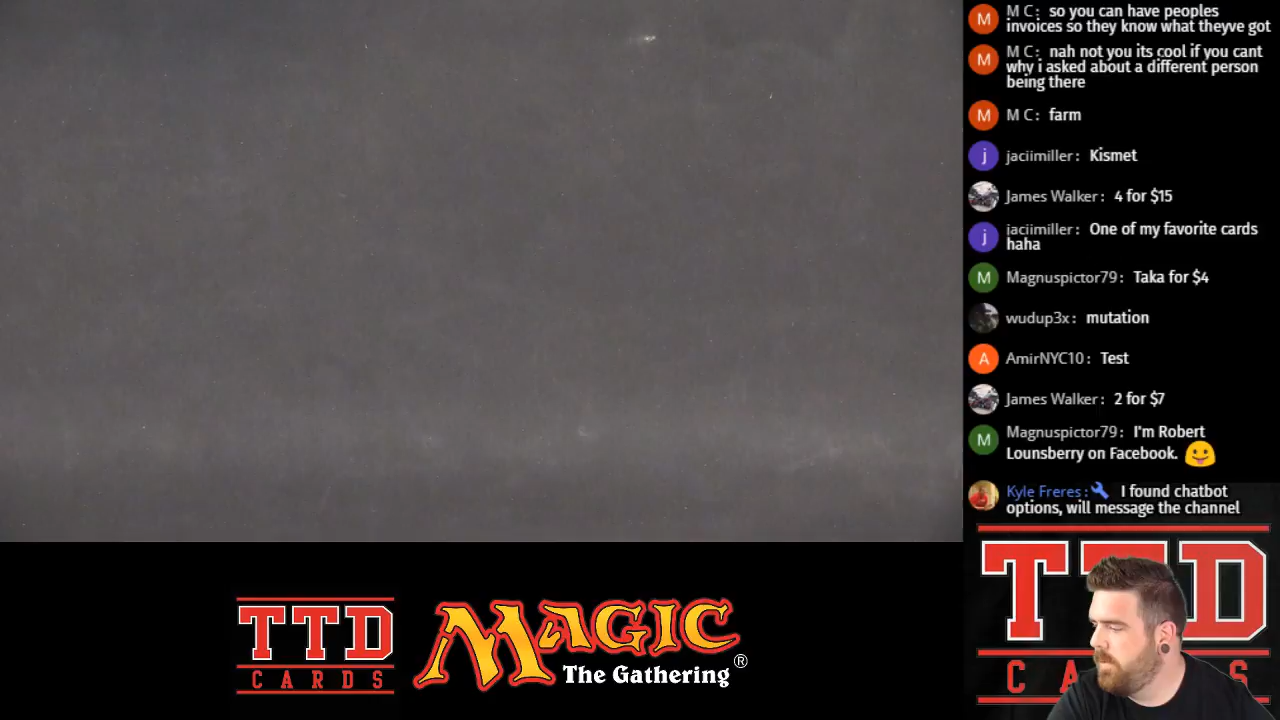 M C: so you can have peoples
invoices so they know what theyve got
M
M C: nah not you its cool if you cant
why i asked about a different person
being there
M
M C: farm
M
jaciimiller: Kismet
j
James Walker: 4 for $15
jaciimiller: One of my favorite cards
haha
j
Magnuspictor79: Taka for $4
M
wudup3x: mutation
AmirNYC10: Test
A
James Walker: 2 for $7
Magnuspictor79: I'm Robert
Lounsberry on Facebook.
M
Kyle Freres: I found chatbot
options, will message the channel
TTD
CARDS
MAGIC
The Gathering®
TTD
C A S